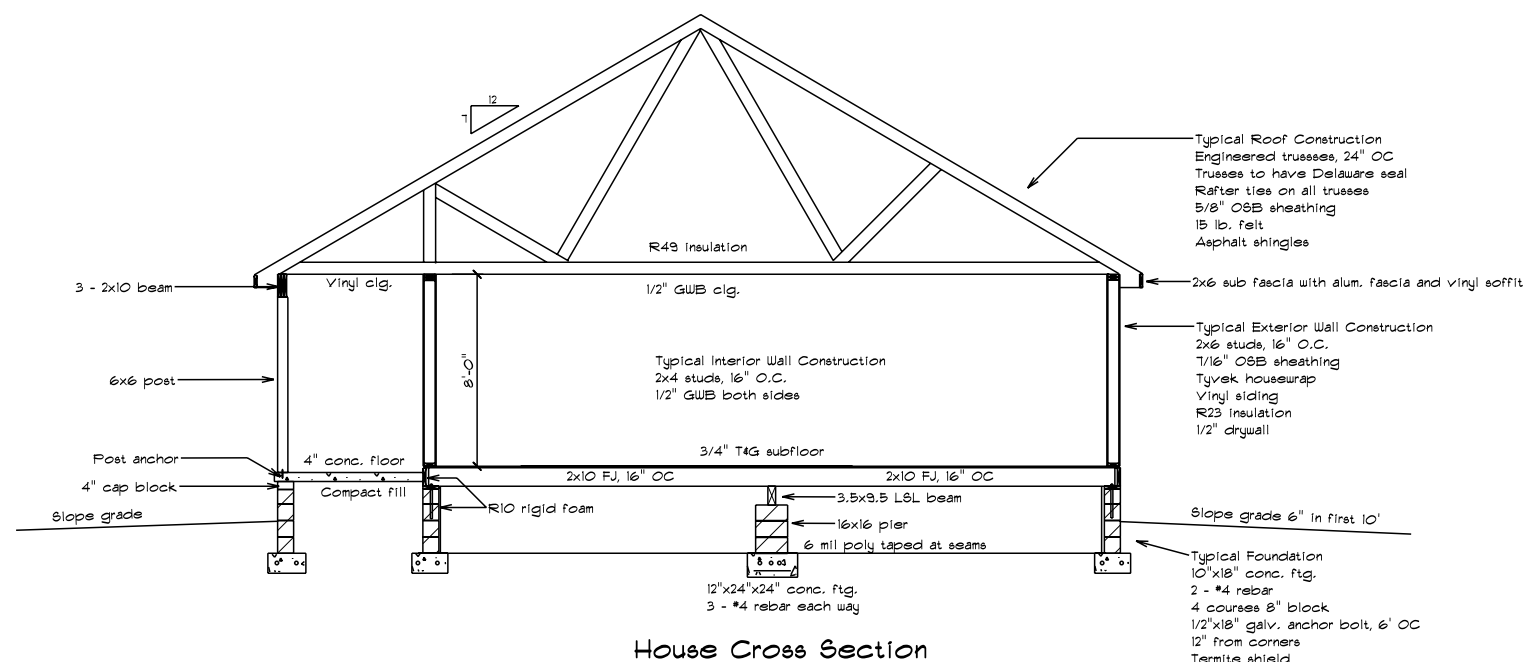 12
7
Typical Roof Construction
Engineered trussses, 24" OC
Trusses to have Delaware seal
Rafter ties on all trusses
5/8" OSB sheathing
15 lb. felt
Asphalt shingles
R49 insulation
3 - 2x10 beam
Vinyl clg.
1/2" GWB clg.
2x6 sub fascia with alum. fascia and vinyl soffit
Typical Exterior Wall Construction
2x6 studs, 16" O.C.
7/16" OSB sheathing
Tyvek housewrap
Vinyl siding
R23 insulation
1/2" drywall
8'-0"
Typical Interior Wall Construction
2x4 studs, 16" O.C.
1/2" GWB both sides
6x6 post
3/4" T&G subfloor
Post anchor
4" conc. floor
2x10 FJ, 16" OC
2x10 FJ, 16" OC
4" cap block
Compact fill
R10 rigid foam
3.5x9.5 LSL beam
Slope grade
16x16 pier
Slope grade 6" in first 10'
6 mil poly taped at seams
12"x24"x24" conc. ftg.
3 - #4 rebar each way
Typical Foundation
10"x18" conc. ftg.
2 - #4 rebar
4 courses 8" block
1/2"x18" galv. anchor bolt, 6' OC
12" from corners
Termite shield
House Cross Section